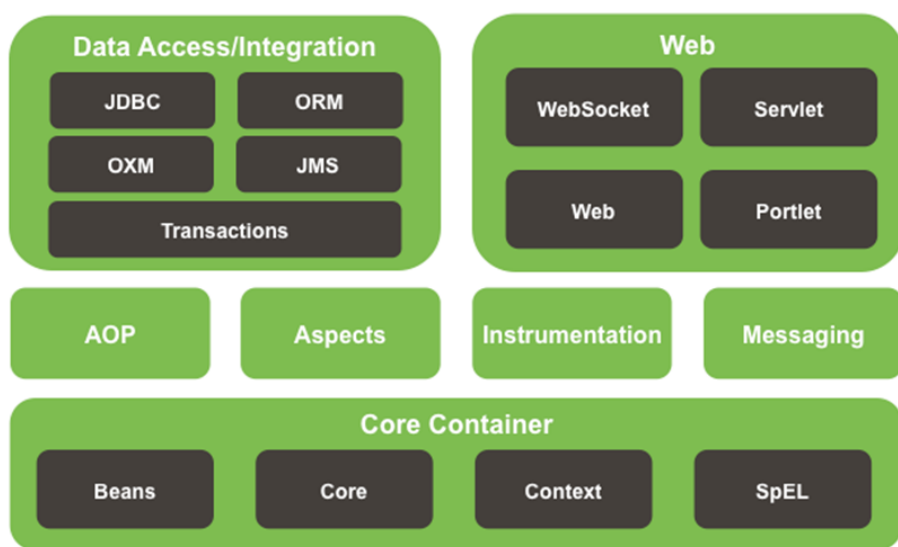 Data Access/Integration
JDBC
ORM
OXM
JMS
Transactions
Web
WebSocket
Servlet
Web
Portlet
AOP
Aspects
Instrumentation
Messaging
Core Container
Beans
Core
Context
SpEL